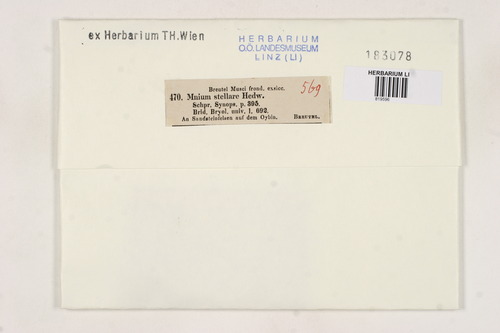 ex Herbarium TH.Wien
HERBARIUM
O.Ö. LANDESMUSEUM
LINZ (LI)
183078
HERBARIUM LI
Breutel Musci frond. exsicc.
569
470. Mnium stellare Hedw.
Schpr. Synops. p. 395.
Brid. Bryol. univ. I. 692.
An Sandsteinfelsen auf dem Oybin. BREUTEL.